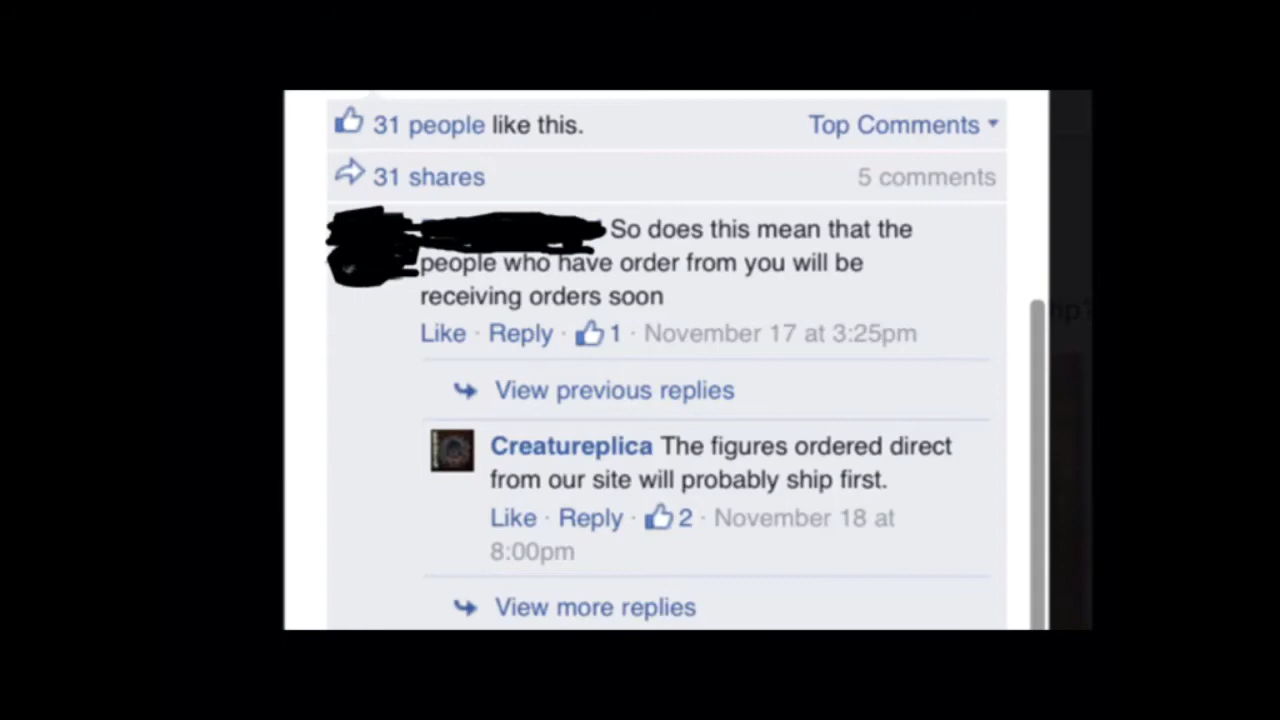 31 people like this. Top Comments
31 shares 5 comments
So does this mean that the
people who have order from you will be
receiving orders soon
Like · Reply · 1 · November 17 at 3:25pm
View previous replies
Creatureplica The figures ordered direct
from our site will probably ship first.
Like · Reply · 2 · November 18 at
8:00pm
View more replies